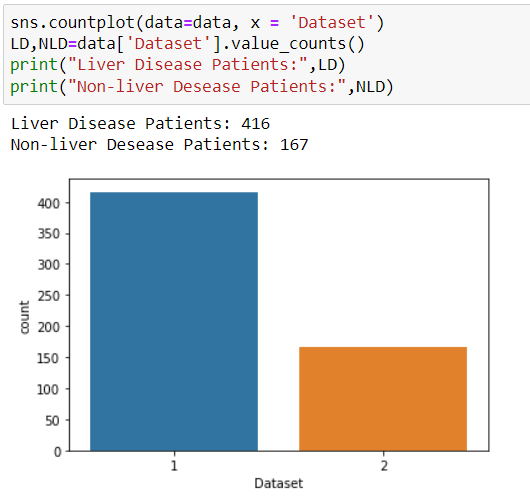 sns.countplot(data=data, x = 'Dataset')
LD,NLD=data['Dataset'].value_counts()
print("Liver Disease Patients:",LD)
print("Non-liver Desease Patients:",NLD)
Liver Disease Patients: 416
Non-liver Desease Patients: 167
400
350
300
250
200
150
100
50
0
count
1 2
Dataset